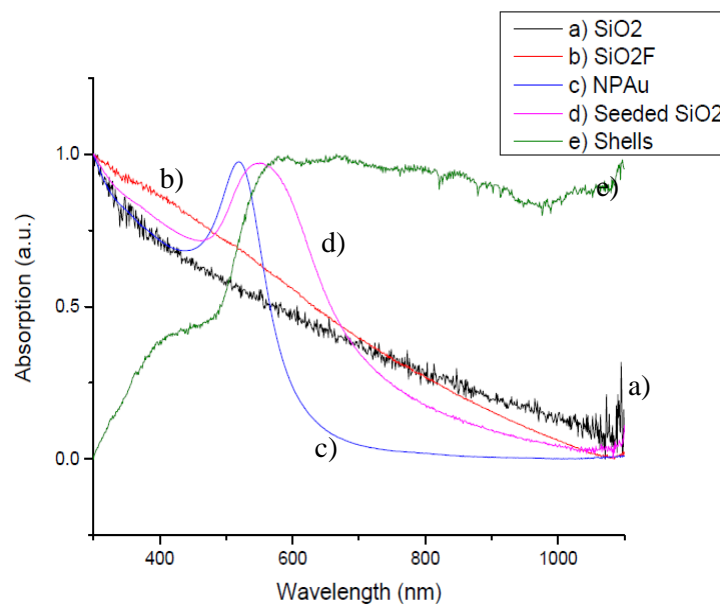 a) SiO2
b) SiO2F
c) NPAu
d) Seeded SiO2
e) Shells
1.0
0.5
0.0
b)
d)
e)
a)
c)
400
600
800
1000
Absorption (a.u.)
Wavelength (nm)